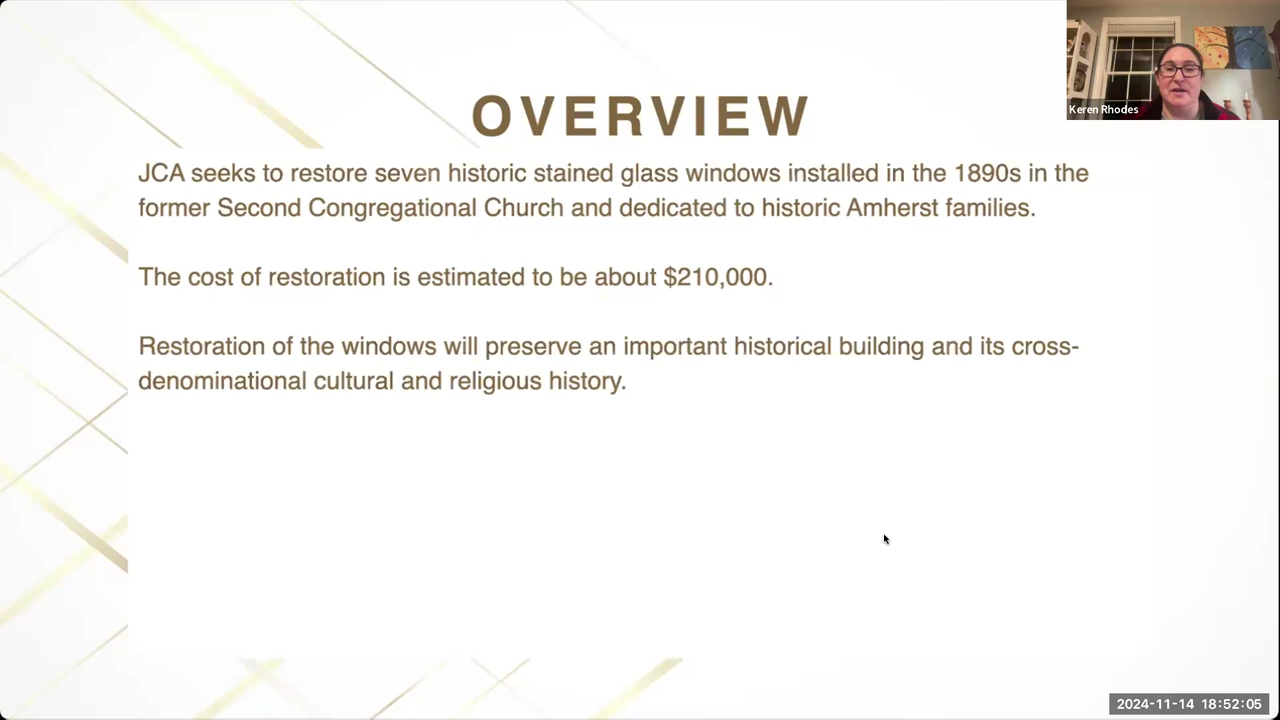 OVERVIEW
JCA seeks to restore seven historic stained glass windows installed in the 1890s in the
former Second Congregational Church and dedicated to historic Amherst families.
The cost of restoration is estimated to be about $210,000.
Restoration of the windows will preserve an important historical building and its cross-
denominational cultural and religious history.
Keren Rhodes
2024-11-14 18:52:05